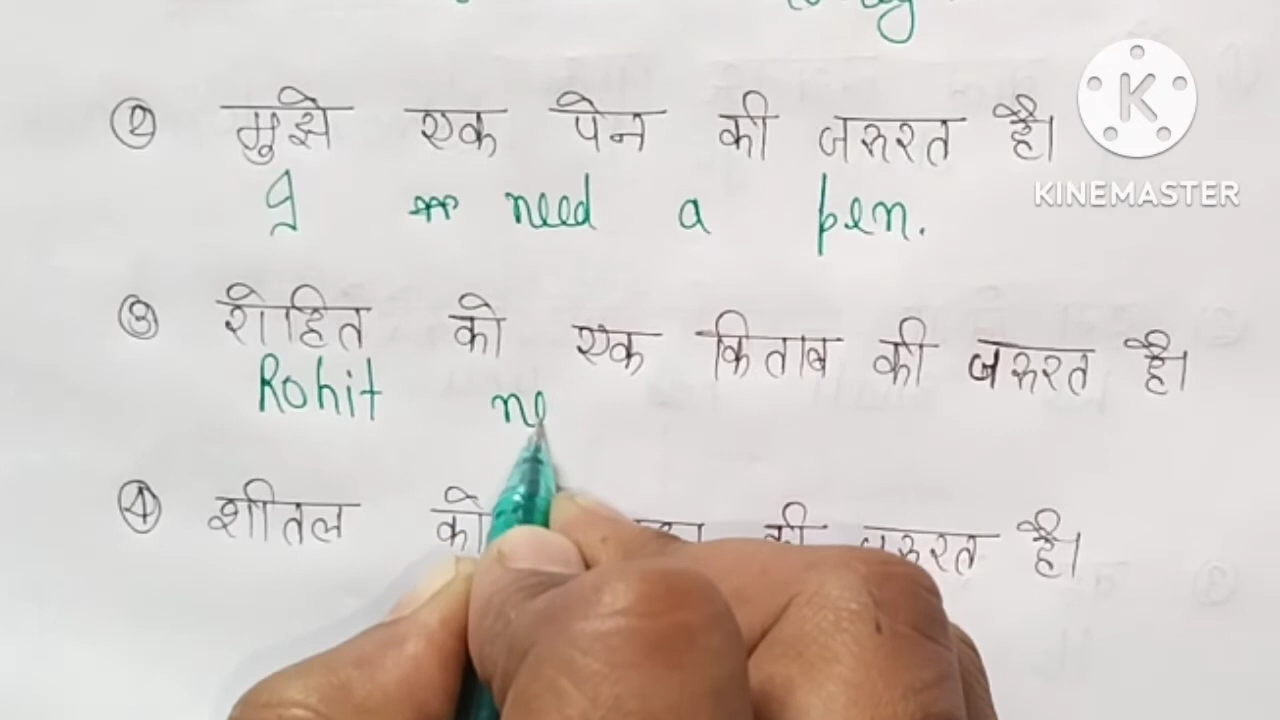 ② मुझे एक पेन की जरुरत है।
K
KINEMASTER
I need a pen.
③ रोहित को एक किताब की जरुरत है।
Rohit ne
④ शीतल को की जरुरत है।